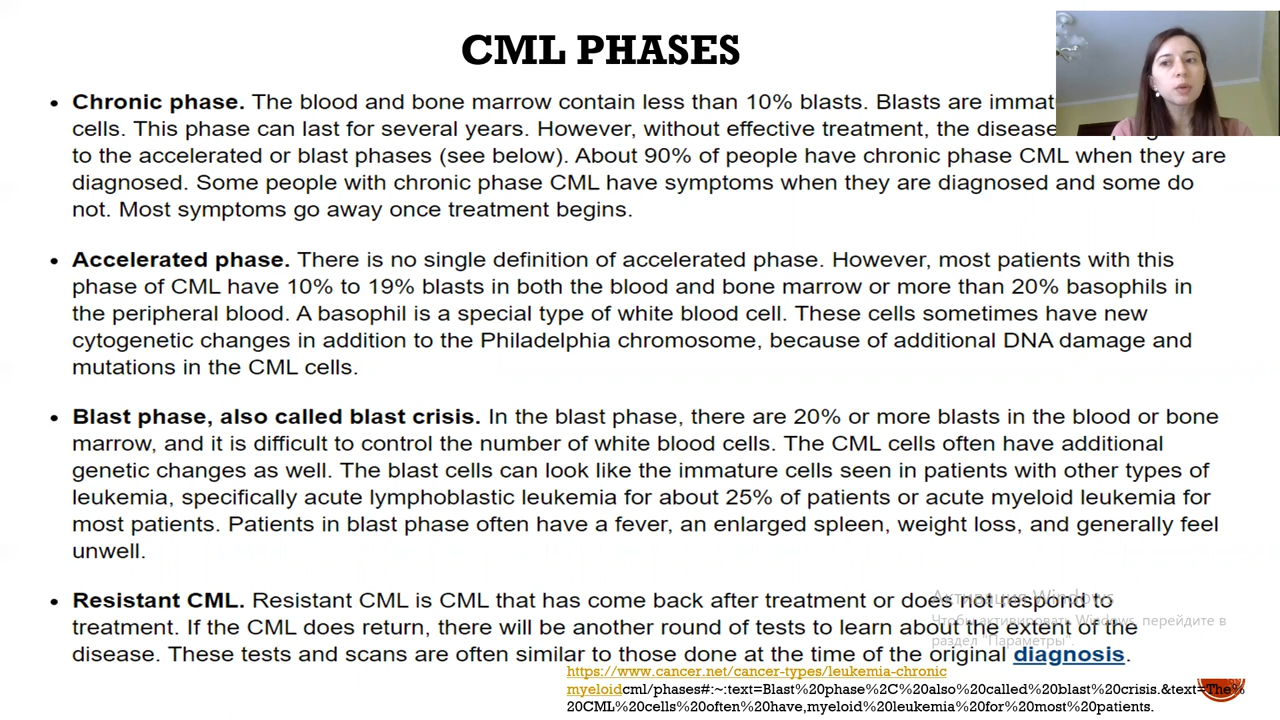 CML PHASES
• Chronic phase. The blood and bone marrow contain less than 10% blasts. Blasts are immat
cells. This phase can last for several years. However, without effective treatment, the disease
to the accelerated or blast phases (see below). About 90% of people have chronic phase CML when they are
diagnosed. Some people with chronic phase CML have symptoms when they are diagnosed and some do
not. Most symptoms go away once treatment begins.
• Accelerated phase. There is no single definition of accelerated phase. However, most patients with this
phase of CML have 10% to 19% blasts in both the blood and bone marrow or more than 20% basophils in
the peripheral blood. A basophil is a special type of white blood cell. These cells sometimes have new
cytogenetic changes in addition to the Philadelphia chromosome, because of additional DNA damage and
mutations in the CML cells.
• Blast phase, also called blast crisis. In the blast phase, there are 20% or more blasts in the blood or bone
marrow, and it is difficult to control the number of white blood cells. The CML cells often have additional
genetic changes as well. The blast cells can look like the immature cells seen in patients with other types of
leukemia, specifically acute lymphoblastic leukemia for about 25% of patients or acute myeloid leukemia for
most patients. Patients in blast phase often have a fever, an enlarged spleen, weight loss, and generally feel
unwell.
• Resistant CML. Resistant CML is CML that has come back after treatment or does not respond to
treatment. If the CML does return, there will be another round of tests to learn about the extent of the
disease. These tests and scans are often similar to those done at the time of the original diagnosis.
Активация Windows
Чтобы активировать Windows, перейдите в
раздел "Параметры".
https://www.cancer.net/cancer-types/leukemia-chronic
myeloidcml/phases#:~:text=Blast%20phase%2C%20also%20called%20blast%20crisis.&text=The%
20CML%20cells%20often%20have,myeloid%20leukemia%20for%20most%20patients.